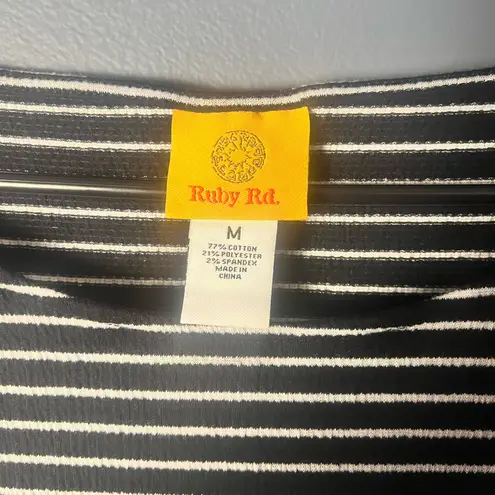 Ruby Rd.
M
77% COTTON
21% POLYESTER
2% SPANDEX
MADE IN
CHINA